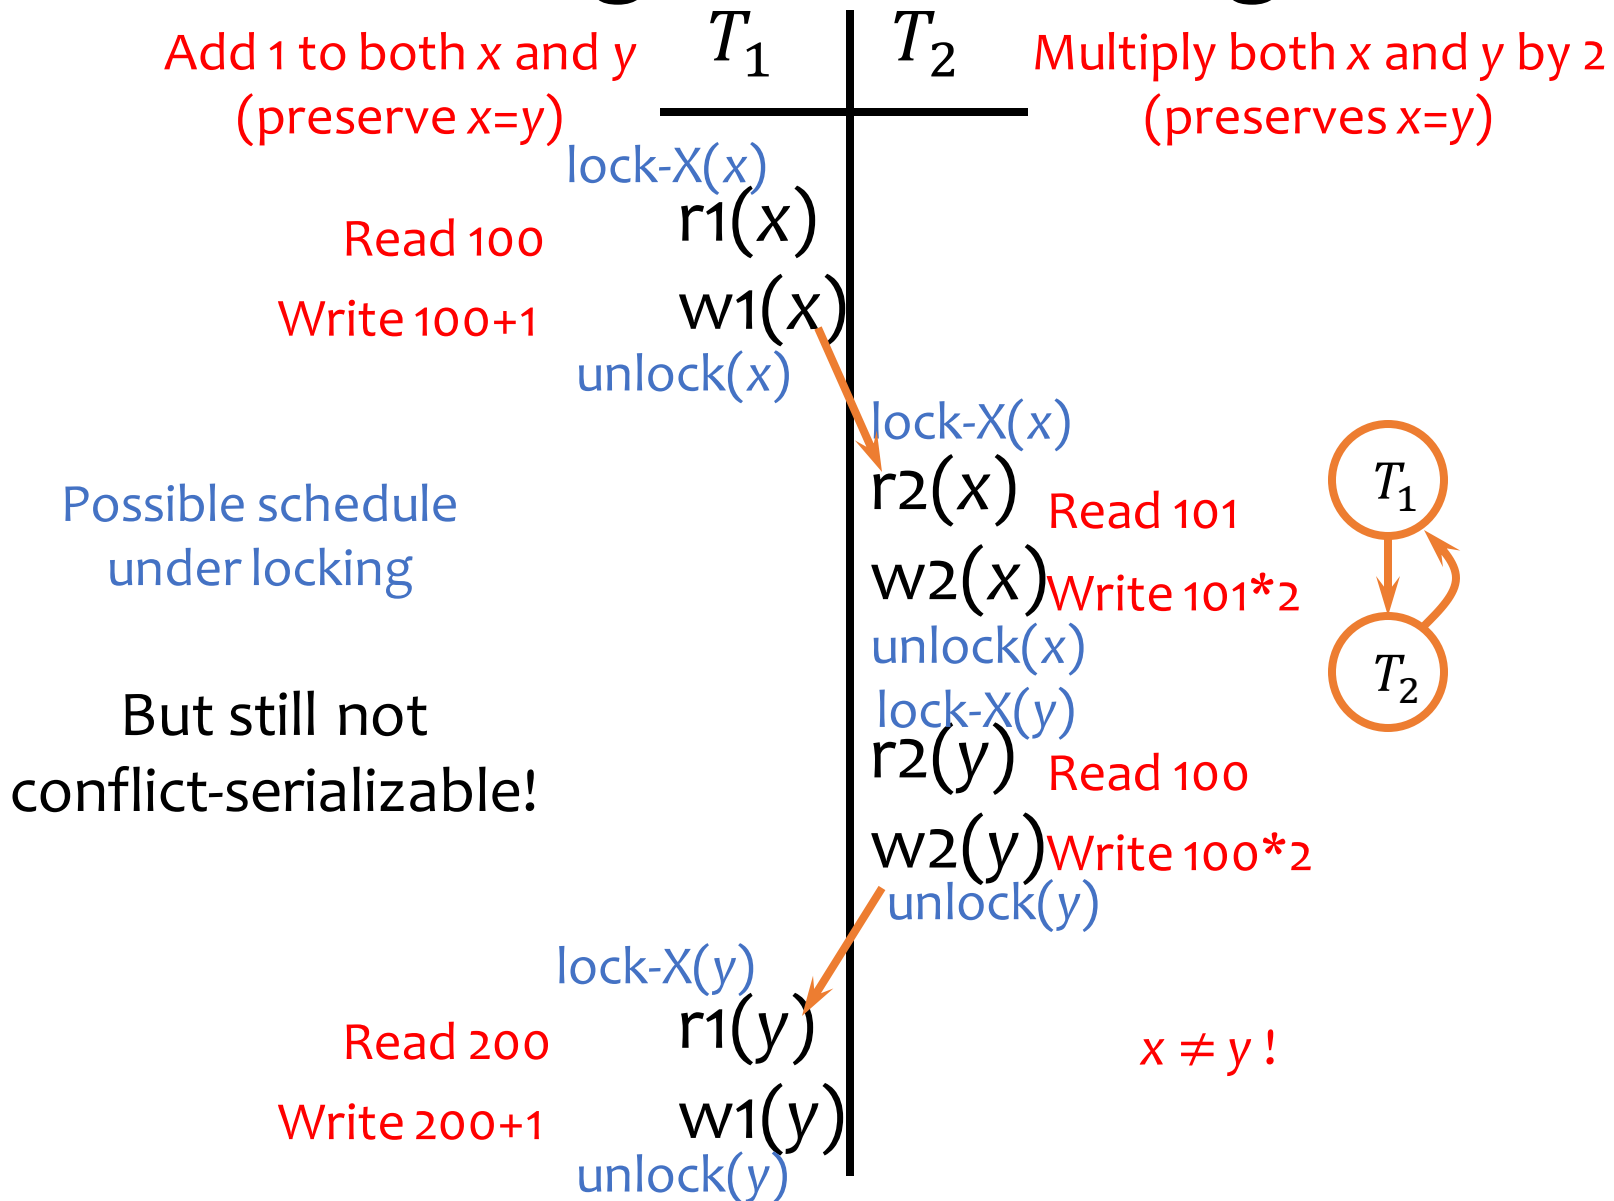 T₁ T₂
Add 1 to both x and y
(preserve x=y)
Multiply both x and y by 2
(preserves x=y)
lock-X(x)
r1(x)
Read 100
w1(x)
Write 100+1
unlock(x)
lock-X(x)
r2(x)
Read 101
w2(x)
Write 101*2
unlock(x)
lock-X(y)
r2(y)
Read 100
w2(y)
Write 100*2
unlock(y)
Possible schedule
under locking
But still not
conflict-serializable!
T₁
T₂
lock-X(y)
r1(y)
Read 200
w1(y)
Write 200+1
unlock(y)
x ≠ y !